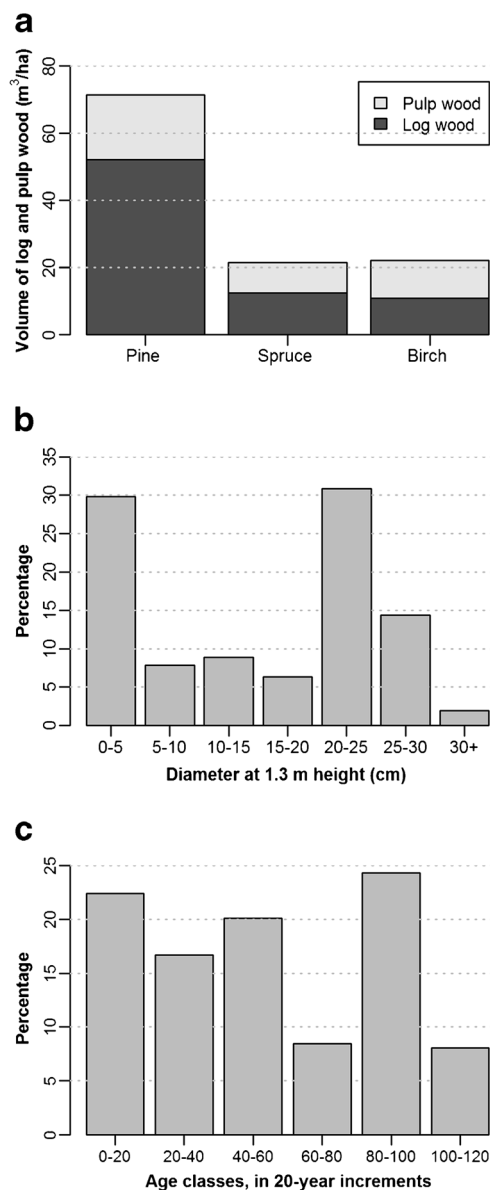 a
Volume of log and pulp wood (m³/ha)
80
60
40
20
0
Pulp wood
Log wood
Pine Spruce Birch
b
Percentage
35
30
25
20
15
10
5
0
0-5 5-10 10-15 15-20 20-25 25-30 30+
Diameter at 1.3 m height (cm)
c
Percentage
25
20
15
10
5
0
0-20 20-40 40-60 60-80 80-100 100-120
Age classes, in 20-year increments